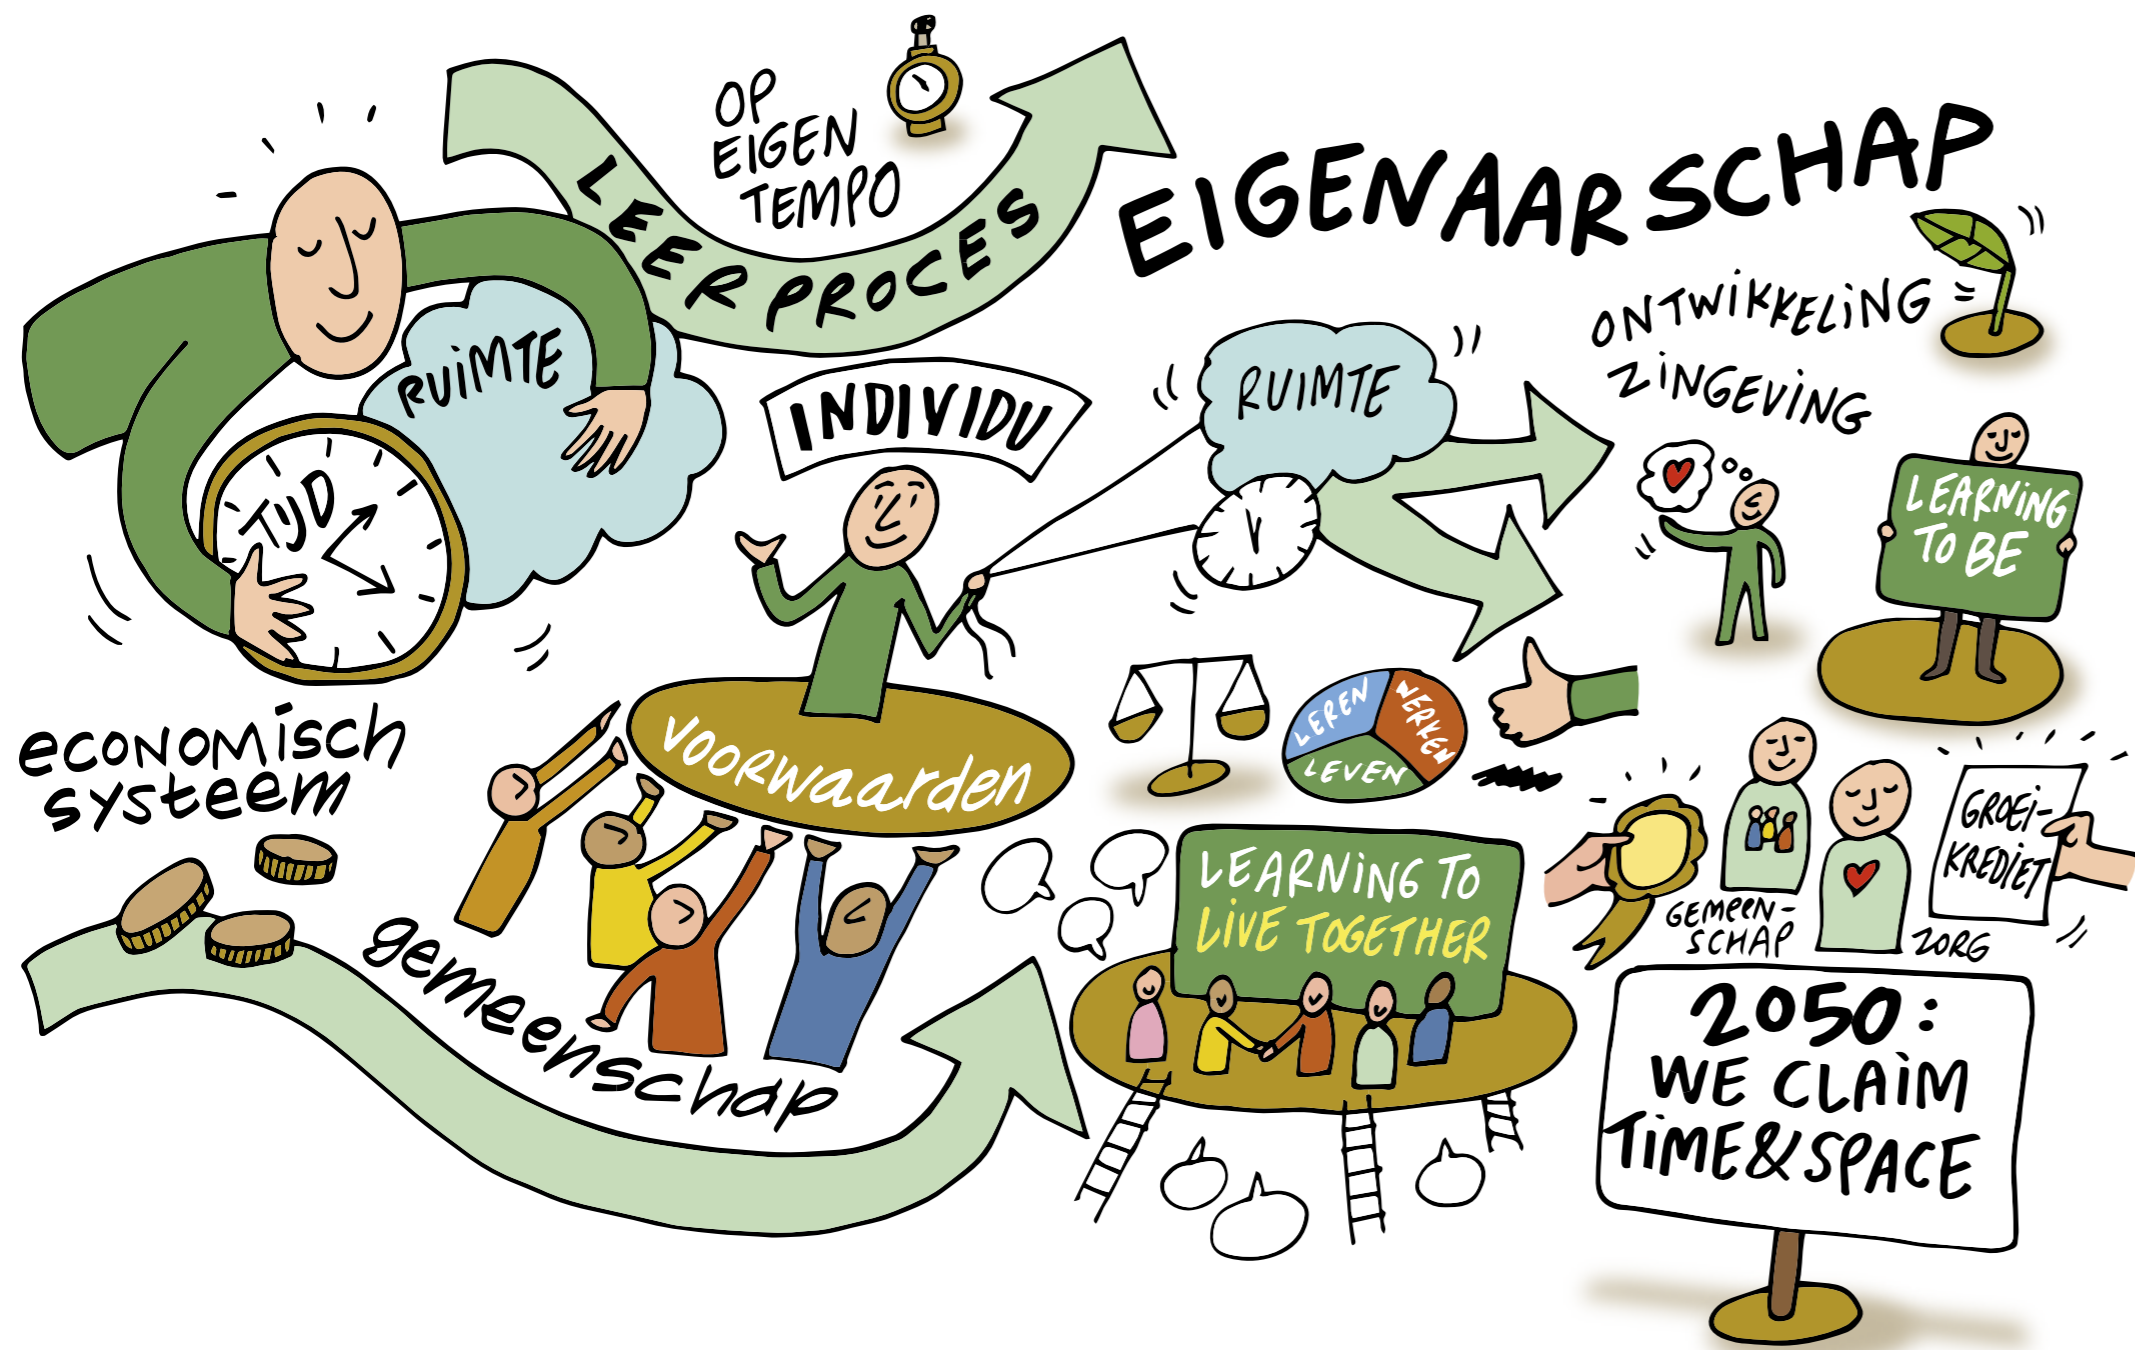 OP
EIGEN
TEMPO
LEERPROCES
EIGENAARSCHAP
ONTWIKKELING
ZINGEVING
RUIMTE
TIJD
INDIVIDU
RUIMTE
LEARNING
TO BE
economisch
systeem
voorwaarden
LEREN
WERKEN
LEVEN
gemeenschap
LEARNING TO
LIVE TOGETHER
GEMEEN-
SCHAP
ZORG
GROEI-
KREDIET
2050:
WE CLAIM
TIME&SPACE